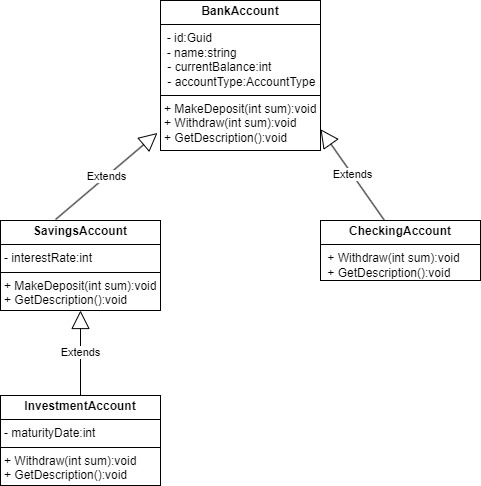 BankAccount
- id:Guid
- name:string
- currentBalance:int
- accountType:AccountType
+ MakeDeposit(int sum):void
+ Withdraw(int sum):void
+ GetDescription():void
Extends
Extends
SavingsAccount
- interestRate:int
+ MakeDeposit(int sum):void
+ GetDescription():void
CheckingAccount
+ Withdraw(int sum):void
+ GetDescription():void
Extends
InvestmentAccount
- maturityDate:int
+ Withdraw(int sum):void
+ GetDescription():void